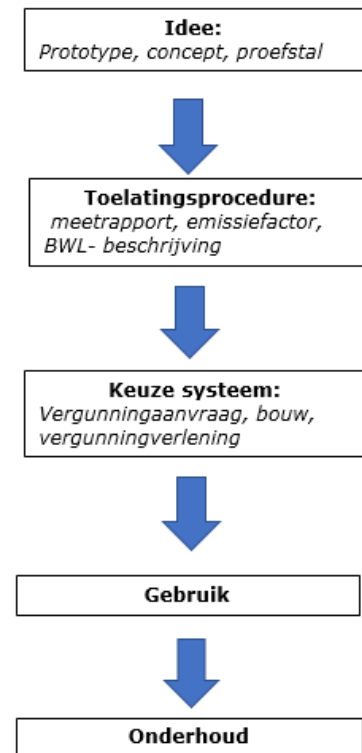 Idee:
Prototype, concept, proefstal
Toelatingsprocedure:
meetrapport, emissiefactor,
BWL- beschrijving
Keuze systeem:
Vergunningaanvraag, bouw,
vergunningverlening
Gebruik
Onderhoud